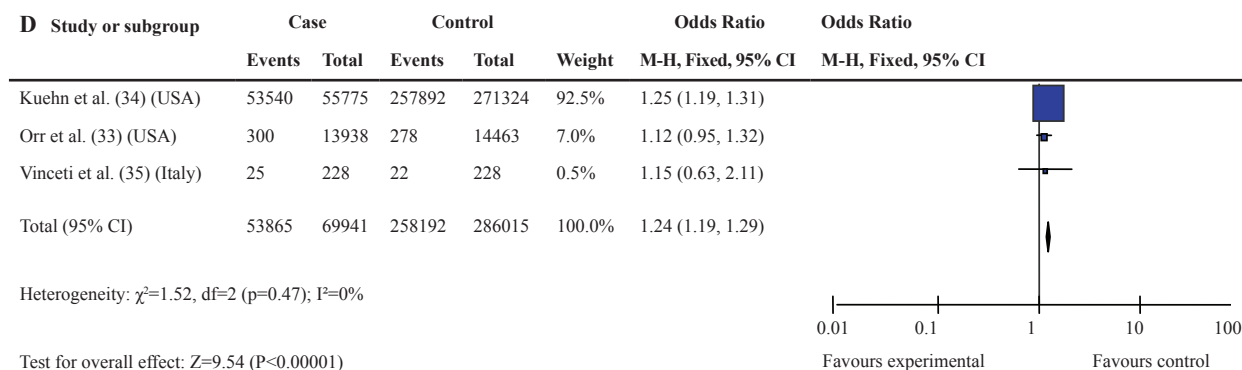 D Study or subgroup Case Control Odds Ratio Odds Ratio
Events Total Events Total Weight M-H, Fixed, 95% CI M-H, Fixed, 95% CI
Kuehn et al. (34) (USA) 53540 55775 257892 271324 92.5% 1.25 (1.19, 1.31)
Orr et al. (33) (USA) 300 13938 278 14463 7.0% 1.12 (0.95, 1.32)
Vinceti et al. (35) (Italy) 25 228 22 228 0.5% 1.15 (0.63, 2.11)
Total (95% CI) 53865 69941 258192 286015 100.0% 1.24 (1.19, 1.29)
Heterogeneity: χ²=1.52, df=2 (p=0.47); I²=0%
0.01 0.1 1 10 100
Test for overall effect: Z=9.54 (P<0.00001) Favours experimental Favours control